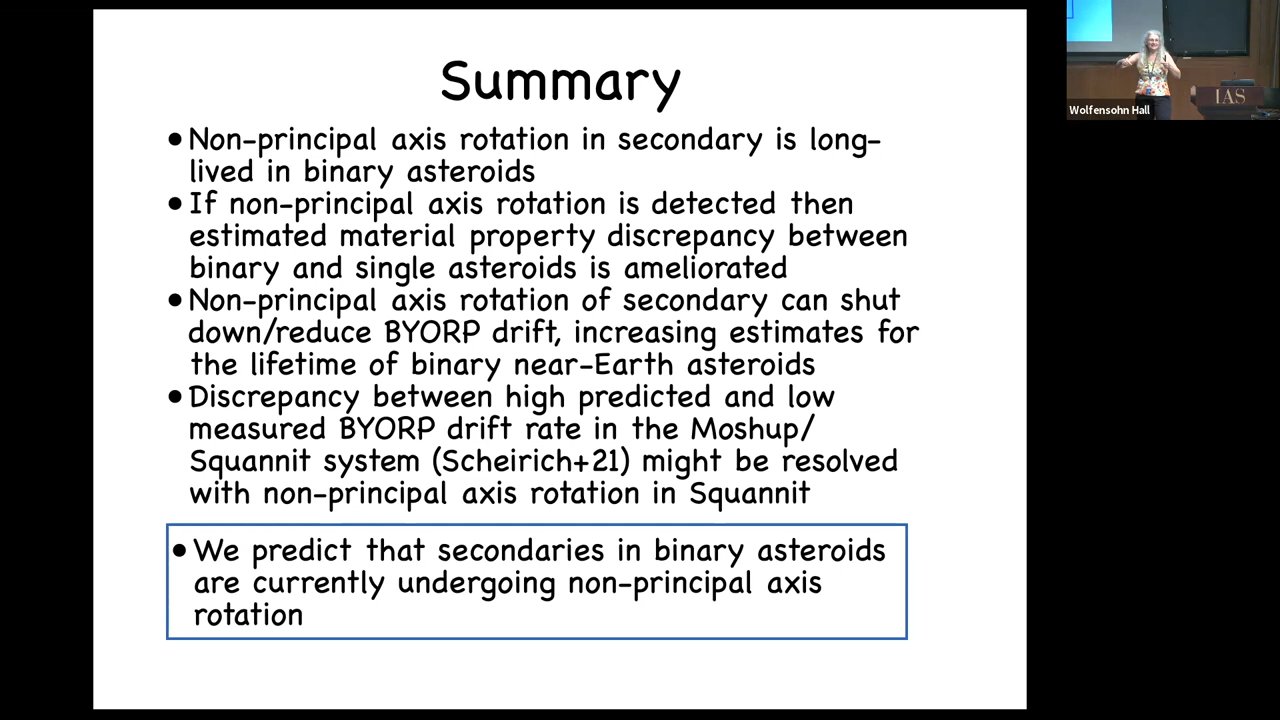 Summary
•Non-principal axis rotation in secondary is long-
lived in binary asteroids
•If non-principal axis rotation is detected then
estimated material property discrepancy between
binary and single asteroids is ameliorated
•Non-principal axis rotation of secondary can shut
down/reduce BYORP drift, increasing estimates for
the lifetime of binary near-Earth asteroids
•Discrepancy between high predicted and low
measured BYORP drift rate in the Moshup/
Squannit system (Scheirich+21) might be resolved
with non-principal axis rotation in Squannit
•We predict that secondaries in binary asteroids
are currently undergoing non-principal axis
rotation
IAS
Wolfensohn Hall